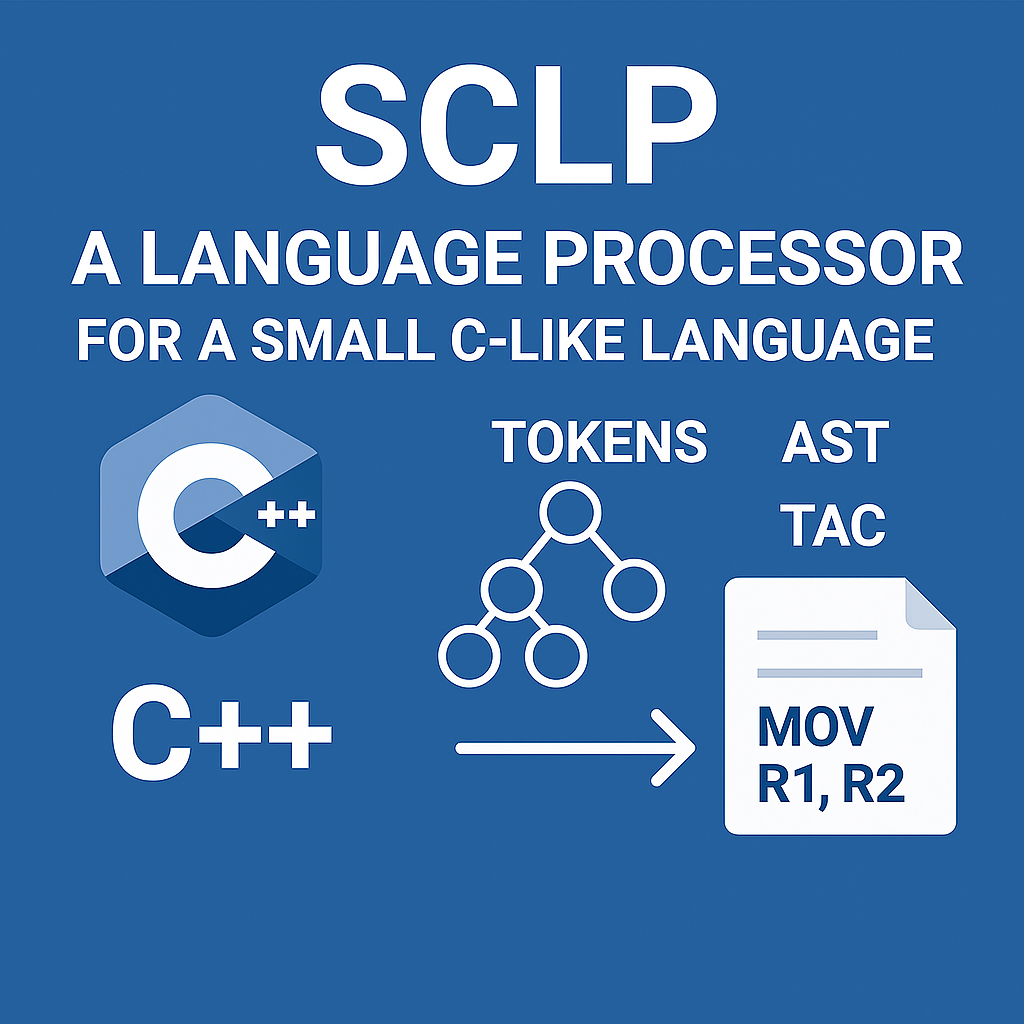 SCLP
A LANGUAGE PROCESSOR
FOR A SMALL C-LIKE LANGUAGE
C++
C++
TOKENS
AST
TAC
MOV
R1, R2